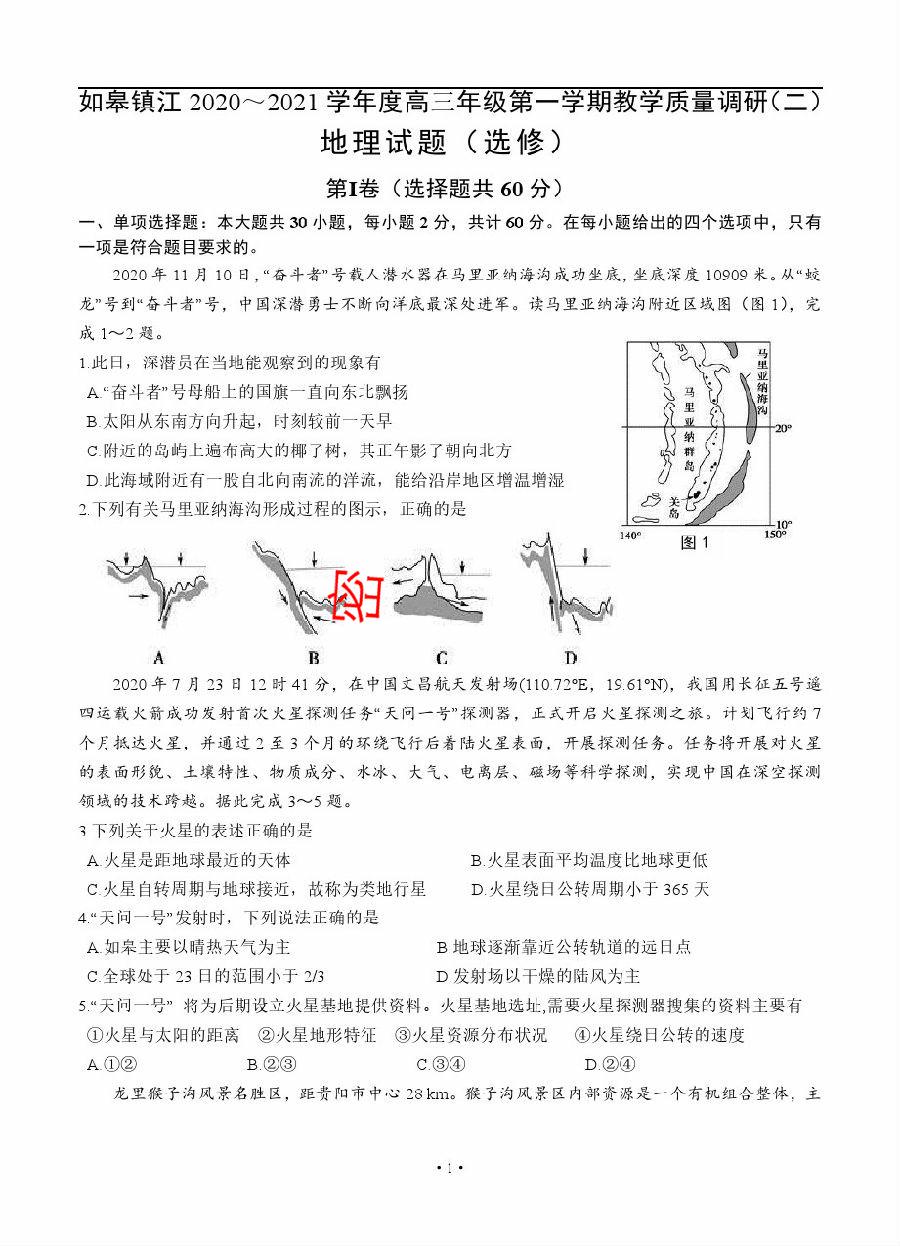 如皋镇江 2020～2021 学年度高三年级第一学期教学质量调研（二）
地理试题（选修）
第I卷（选择题共 60 分）
一、单项选择题：本大题共 30 小题，每小题 2 分，共计 60 分。在每小题给出的四个选项中，只有
一项是符合题目要求的。
2020 年 11 月 10 日，“奋斗者”号载人潜水器在马里亚纳海沟成功坐底，坐底深度 10909 米。从“蛟
龙”号到“奋斗者”号，中国深潜勇士不断向洋底最深处进军。读马里亚纳海沟附近区域图（图 1），完
成 1～2 题。
1.此日，深潜员在当地能观察到的现象有
A.“奋斗者”号母船上的国旗一直向东北飘扬
B.太阳从东南方向升起，时刻较前一天早
C.附近的岛屿上遍布高大的椰了树，其正午影了朝向北方
D.此海域附近有一股自北向南流的洋流，能给沿岸地区增温增湿
2.下列有关马里亚纳海沟形成过程的图示，正确的是
马里亚纳海沟
马里亚纳群岛
关岛
20°
10°
140°
150°
图 1
密
A B C D
2020 年 7 月 23 日 12 时 41 分，在中国文昌航天发射场(110.72°E，19.61°N)，我国用长征五号遥
四运载火箭成功发射首次火星探测任务“天问一号”探测器，正式开启火星探测之旅。计划飞行约 7
个月抵达火星，并通过 2 至 3 个月的环绕飞行后着陆火星表面，开展探测任务。任务将开展对火星
的表面形貌、土壤特性、物质成分、水冰、大气、电离层、磁场等科学探测，实现中国在深空探测
领域的技术跨越。据此完成 3～5 题。
3 下列关于火星的表述正确的是
A.火星是距地球最近的天体 B.火星表面平均温度比地球更低
C.火星自转周期与地球接近，故称为类地行星 D.火星绕日公转周期小于 365 天
4.“天问一号”发射时，下列说法正确的是
A.如皋主要以晴热天气为主 B 地球逐渐靠近公转轨道的远日点
C.全球处于 23 日的范围小于 2/3 D 发射场以干燥的陆风为主
5.“天问一号” 将为后期设立火星基地提供资料。火星基地选址,需要火星探测器搜集的资料主要有
①火星与太阳的距离 ②火星地形特征 ③火星资源分布状况 ④火星绕日公转的速度
A.①② B.②③ C.③④ D.②④
龙里猴子沟风景名胜区，距贵阳市中心 28 km。猴子沟风景区内部资源是一个有机组合整体，主
·1·